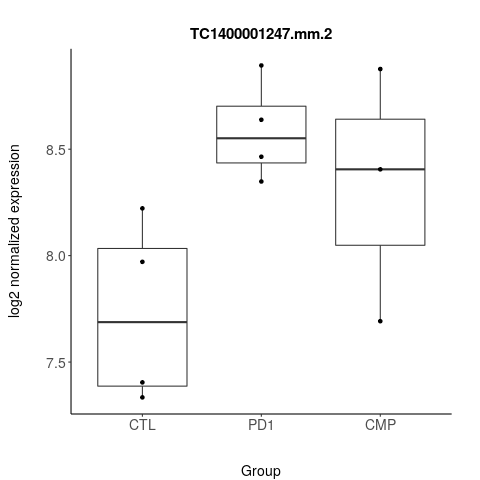 TC1400001247.mm.2
log2 normalized expression
8.5
8.0
7.5
CTL PD1 CMP
Group